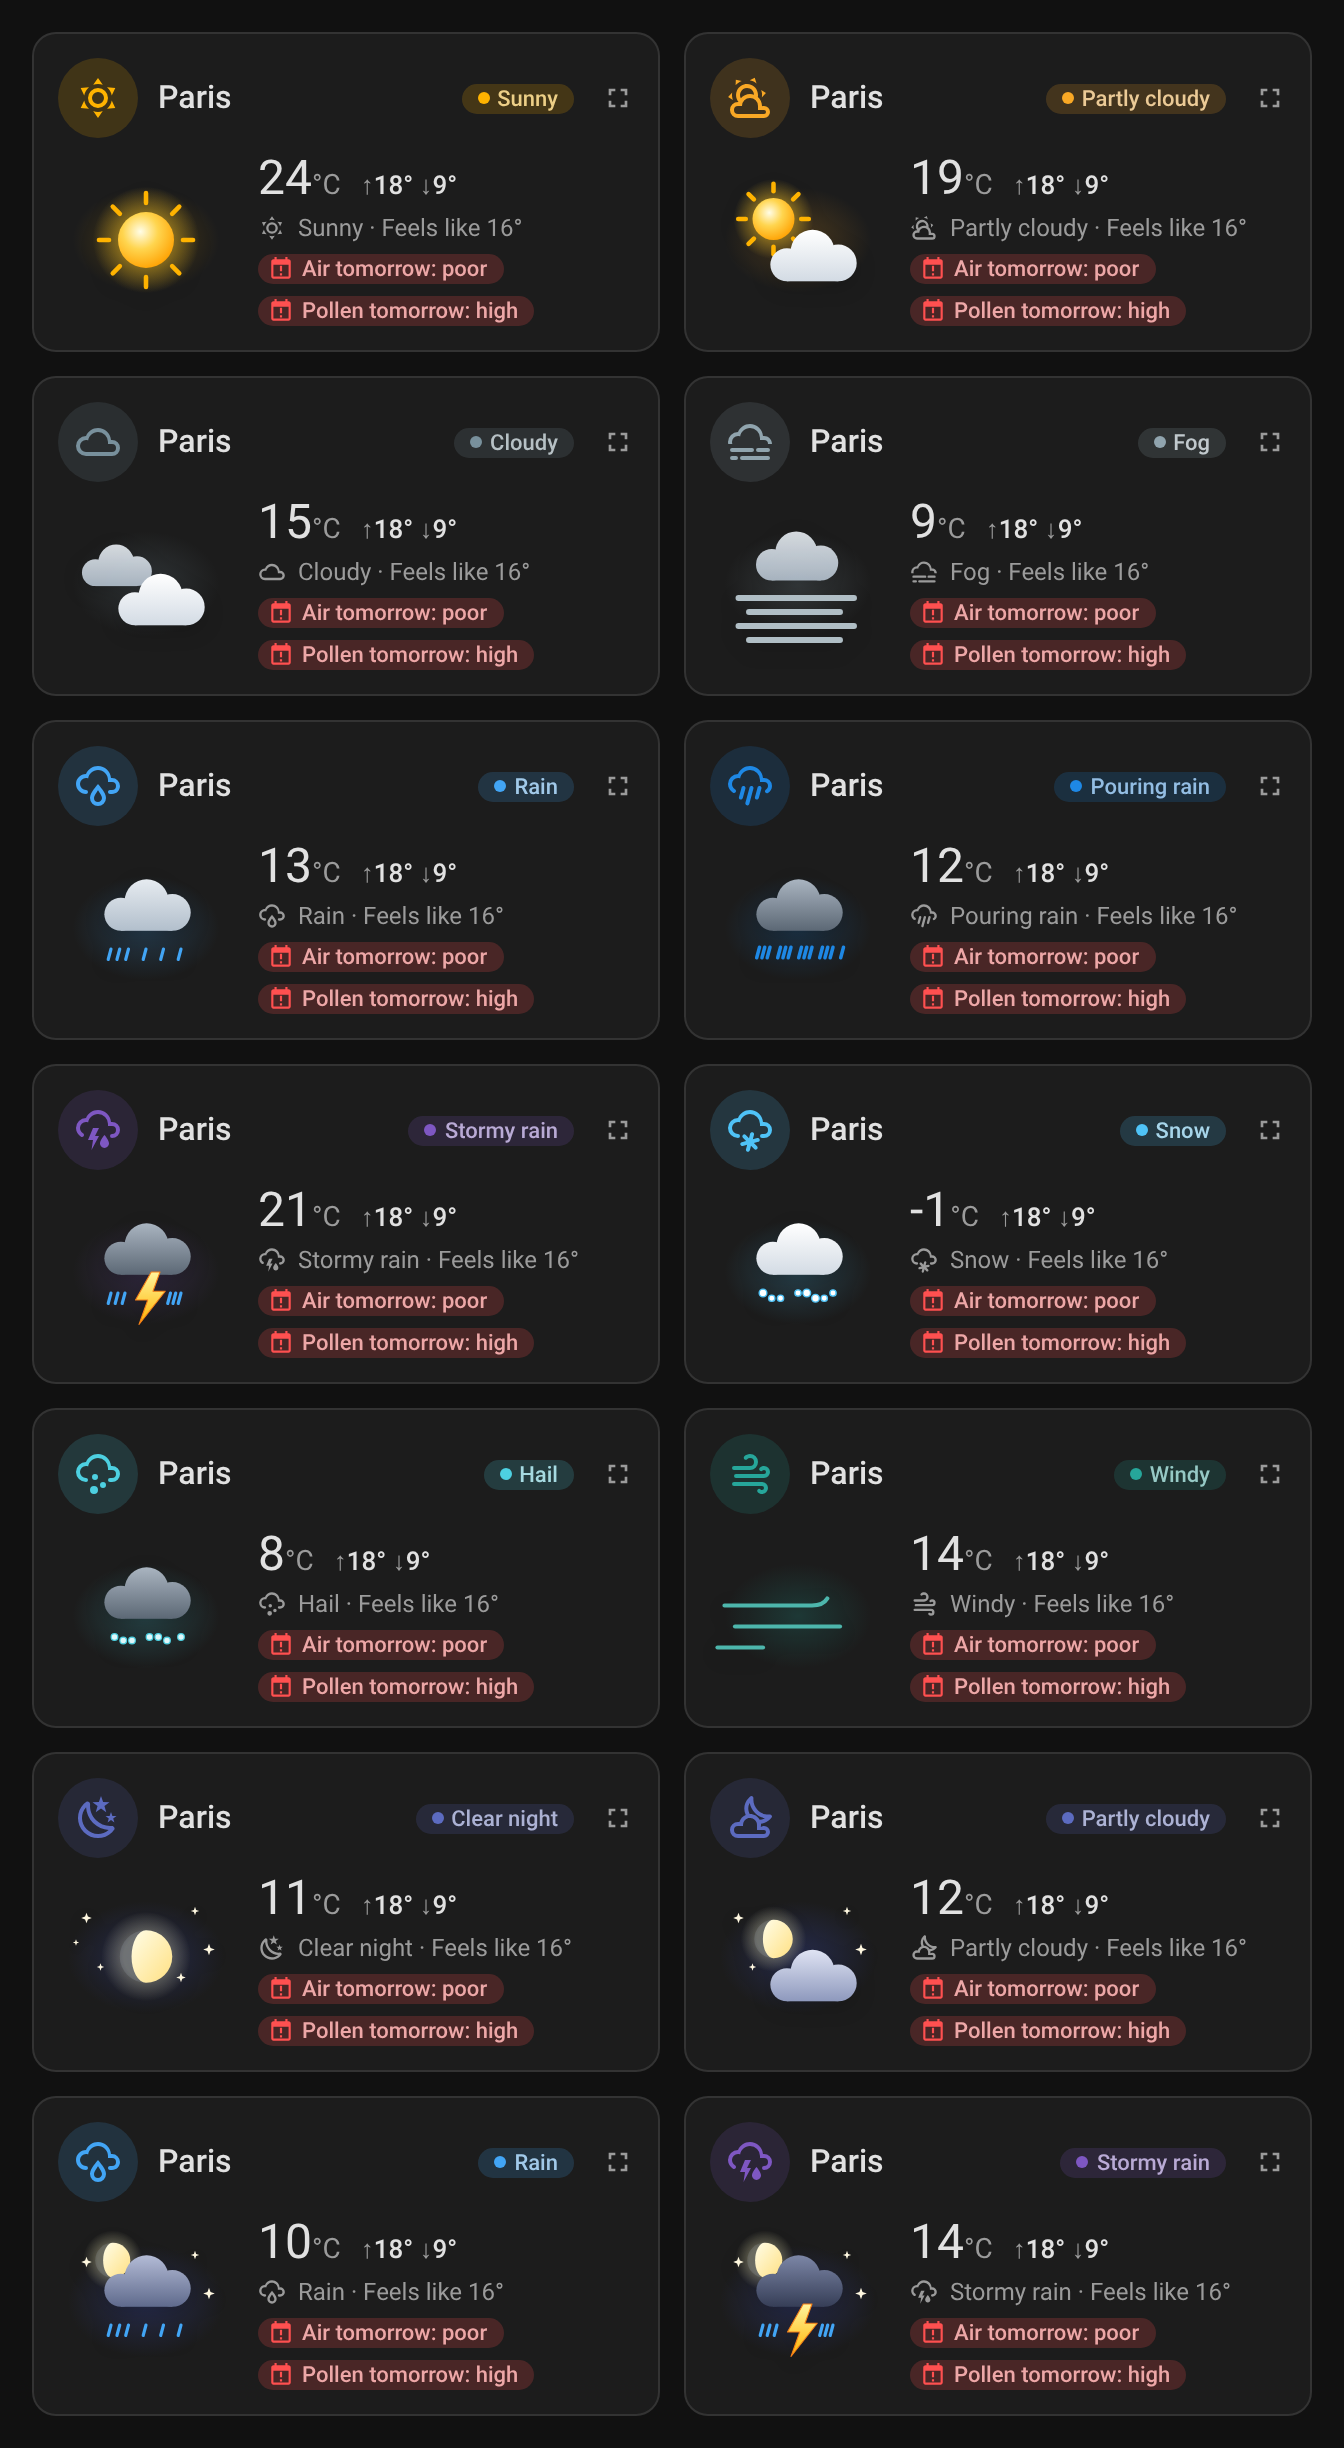 Paris
Sunny
24°C ↑18° ↓9°
Sunny · Feels like 16°
Air tomorrow: poor
Pollen tomorrow: high
Paris
Partly cloudy
19°C ↑18° ↓9°
Partly cloudy · Feels like 16°
Air tomorrow: poor
Pollen tomorrow: high
Paris
Cloudy
15°C ↑18° ↓9°
Cloudy · Feels like 16°
Air tomorrow: poor
Pollen tomorrow: high
Paris
Fog
9°C ↑18° ↓9°
Fog · Feels like 16°
Air tomorrow: poor
Pollen tomorrow: high
Paris
Rain
13°C ↑18° ↓9°
Rain · Feels like 16°
Air tomorrow: poor
Pollen tomorrow: high
Paris
Pouring rain
12°C ↑18° ↓9°
Pouring rain · Feels like 16°
Air tomorrow: poor
Pollen tomorrow: high
Paris
Stormy rain
21°C ↑18° ↓9°
Stormy rain · Feels like 16°
Air tomorrow: poor
Pollen tomorrow: high
Paris
Snow
-1°C ↑18° ↓9°
Snow · Feels like 16°
Air tomorrow: poor
Pollen tomorrow: high
Paris
Hail
8°C ↑18° ↓9°
Hail · Feels like 16°
Air tomorrow: poor
Pollen tomorrow: high
Paris
Windy
14°C ↑18° ↓9°
Windy · Feels like 16°
Air tomorrow: poor
Pollen tomorrow: high
Paris
Clear night
11°C ↑18° ↓9°
Clear night · Feels like 16°
Air tomorrow: poor
Pollen tomorrow: high
Paris
Partly cloudy
12°C ↑18° ↓9°
Partly cloudy · Feels like 16°
Air tomorrow: poor
Pollen tomorrow: high
Paris
Rain
10°C ↑18° ↓9°
Rain · Feels like 16°
Air tomorrow: poor
Pollen tomorrow: high
Paris
Stormy rain
14°C ↑18° ↓9°
Stormy rain · Feels like 16°
Air tomorrow: poor
Pollen tomorrow: high